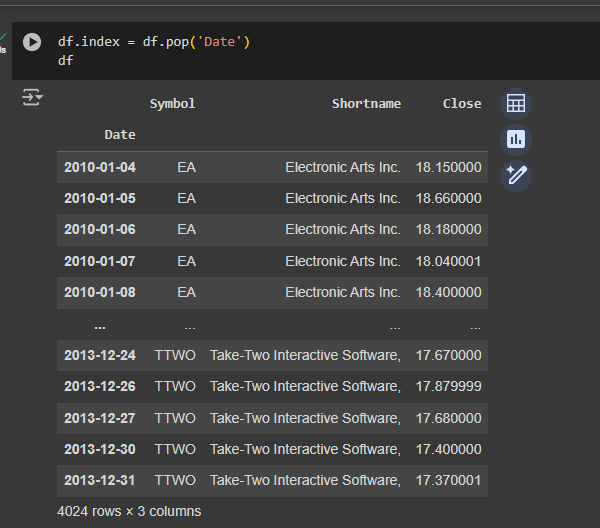 df.index = df.pop('Date')
df
Symbol Shortname Close
Date
2010-01-04 EA Electronic Arts Inc. 18.150000
2010-01-05 EA Electronic Arts Inc. 18.660000
2010-01-06 EA Electronic Arts Inc. 18.180000
2010-01-07 EA Electronic Arts Inc. 18.040001
2010-01-08 EA Electronic Arts Inc. 18.400000
... ... ... ...
2013-12-24 TTWO Take-Two Interactive Software, 17.670000
2013-12-26 TTWO Take-Two Interactive Software, 17.879999
2013-12-27 TTWO Take-Two Interactive Software, 17.680000
2013-12-30 TTWO Take-Two Interactive Software, 17.400000
2013-12-31 TTWO Take-Two Interactive Software, 17.370001
4024 rows × 3 columns